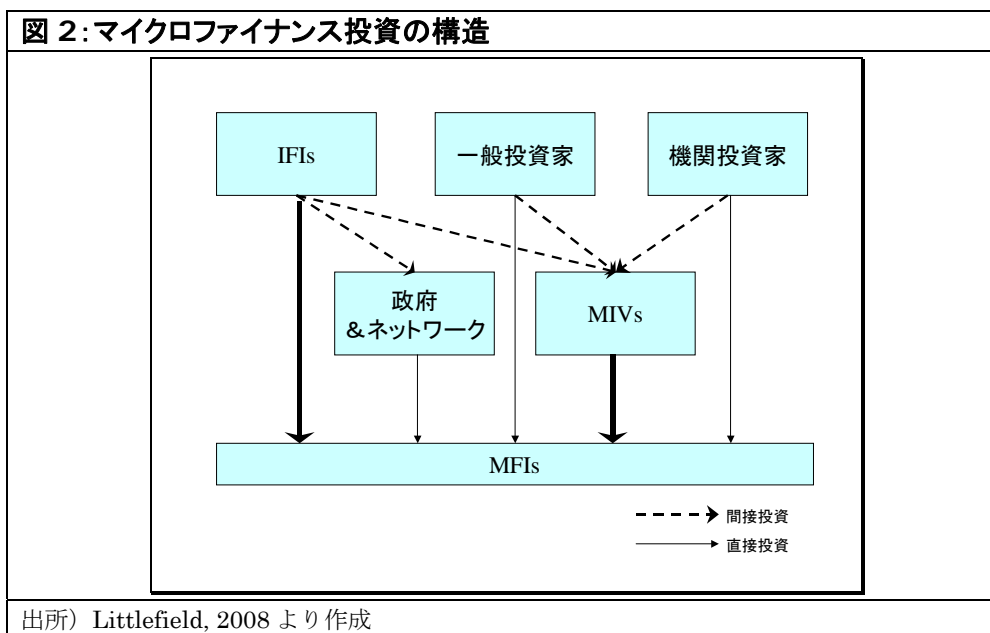 図 2：マイクロファイナンス投資の構造
IFIs
一般投資家
機関投資家
政府
＆ネットワーク
MIVs
MFIs
間接投資
直接投資
出所）Littlefield, 2008 より作成